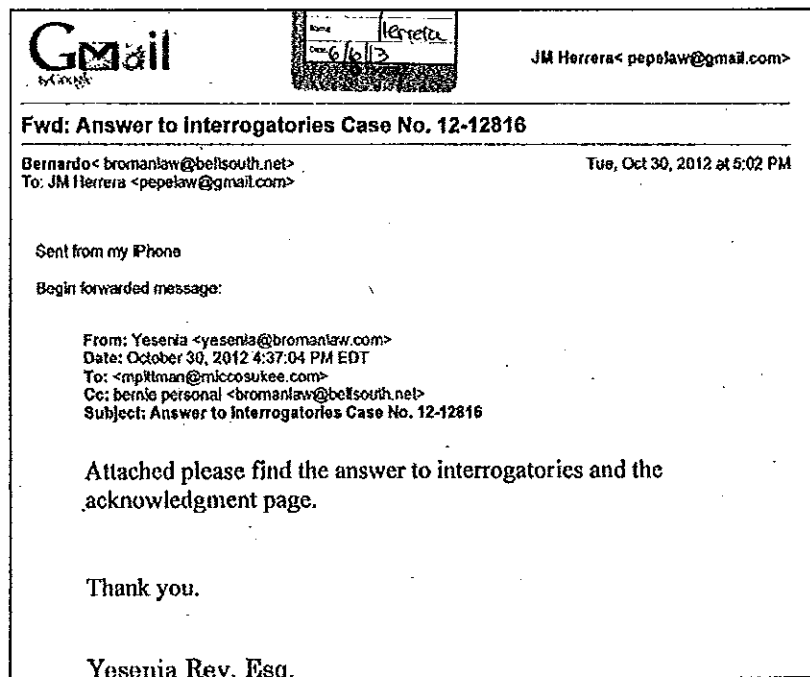 GMail
by Google
Name Herrera
Date 6/6/13
JM Herrera< pepelaw@gmail.com>
Fwd: Answer to interrogatories Case No. 12-12816
Bernardo< bromanlaw@bellsouth.net>
Tue, Oct 30, 2012 at 5:02 PM
To: JM Herrera <pepelaw@gmail.com>
Sent from my iPhone
Begin forwarded message:
From: Yesenia <yesenia@bromanlaw.com>
Date: October 30, 2012 4:37:04 PM EDT
To: <mpittman@miccosukee.com>
Cc: bernie personal <bromanlaw@bellsouth.net>
Subject: Answer to interrogatories Case No. 12-12816
Attached please find the answer to interrogatories and the
acknowledgment page.
Thank you.
Yesenia Rey, Esq.